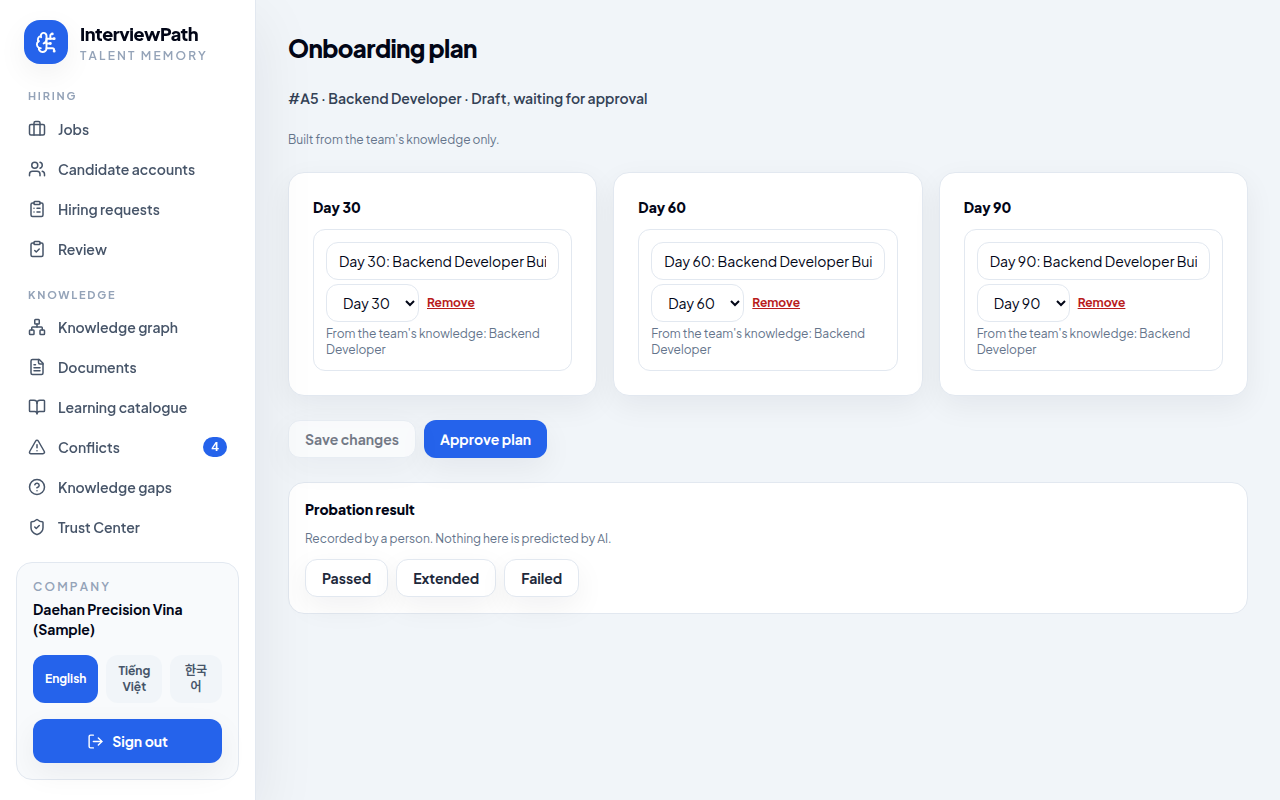 InterviewPath
TALENT MEMORY
HIRING
Jobs
Candidate accounts
Hiring requests
Review
KNOWLEDGE
Knowledge graph
Documents
Learning catalogue
Conflicts 4
Knowledge gaps
Trust Center
COMPANY
Daehan Precision Vina
(Sample)
English
Tiếng
Việt
한국
어
Sign out
Onboarding plan
#A5 · Backend Developer · Draft, waiting for approval
Built from the team's knowledge only.
Day 30
Day 30: Backend Developer Bui
Day 30 Remove
From the team's knowledge: Backend
Developer
Day 60
Day 60: Backend Developer Bui
Day 60 Remove
From the team's knowledge: Backend
Developer
Day 90
Day 90: Backend Developer Bui
Day 90 Remove
From the team's knowledge: Backend
Developer
Save changes Approve plan
Probation result
Recorded by a person. Nothing here is predicted by AI.
Passed Extended Failed